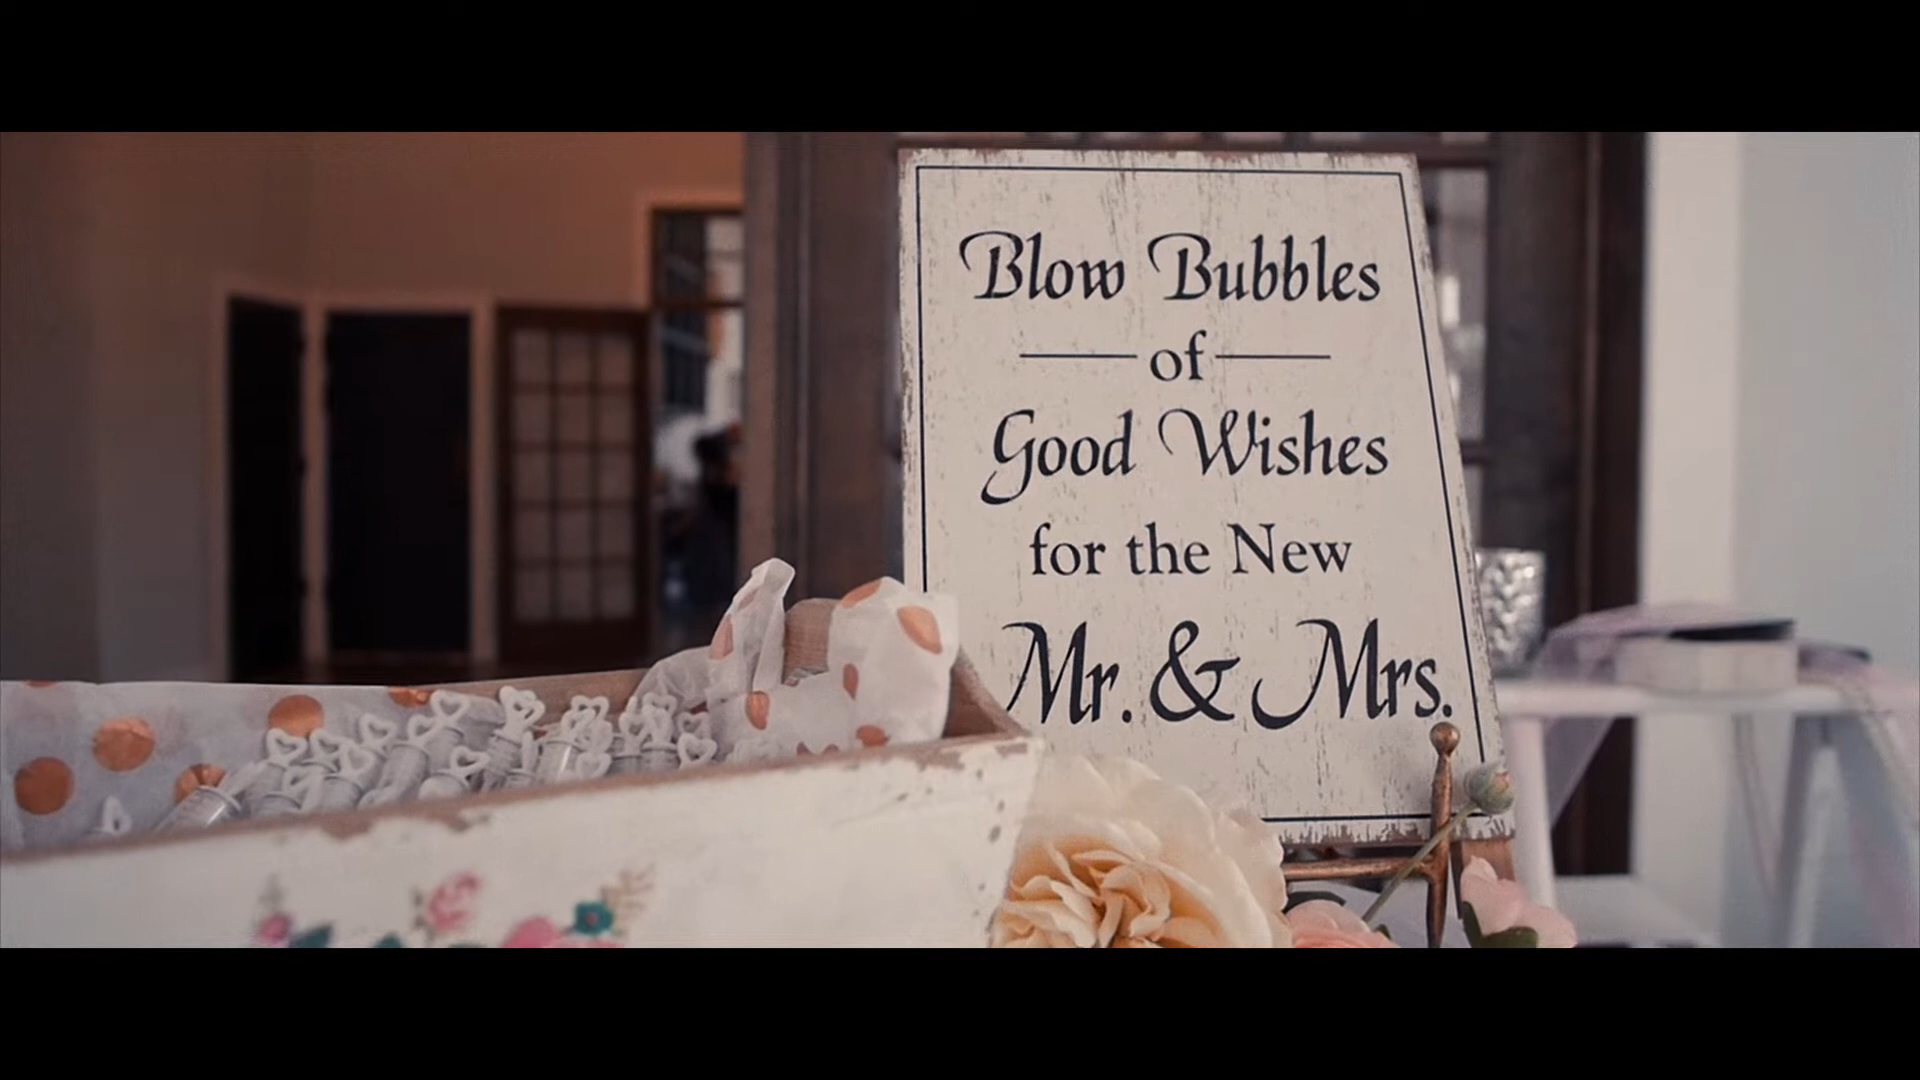 Blow Bubbles
of
Good Wishes
for the New
Mr. & Mrs.